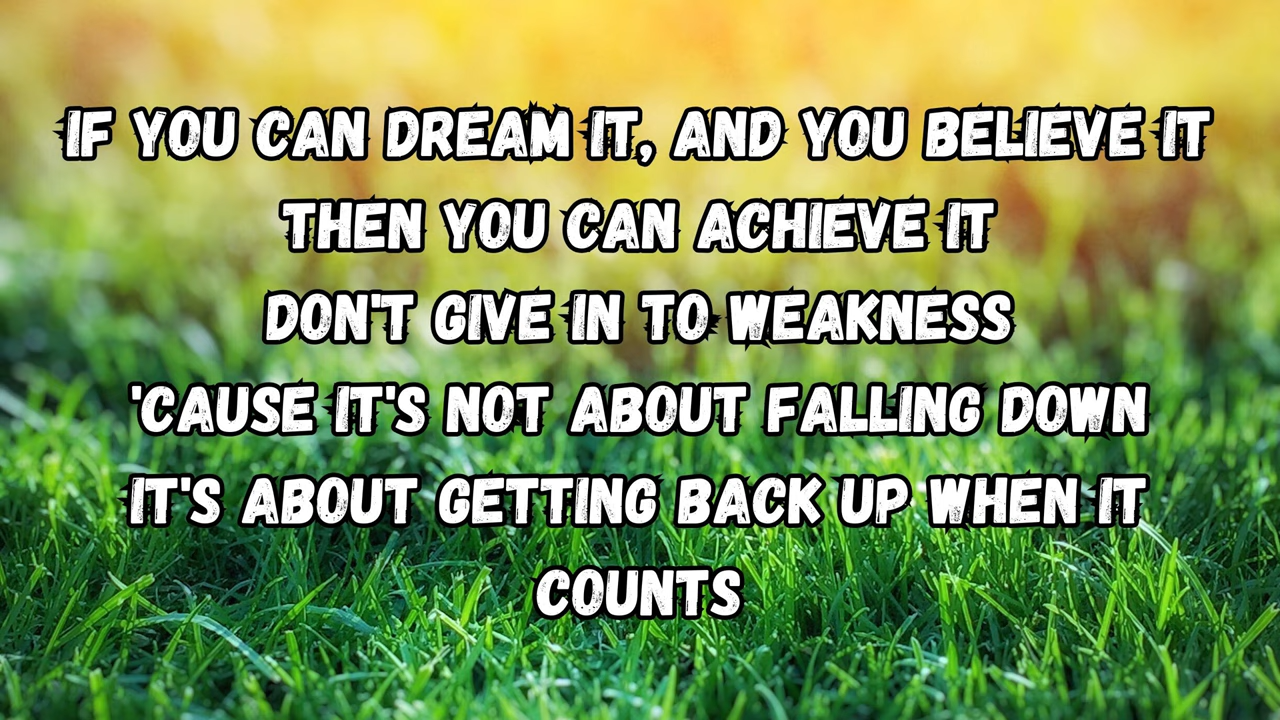 IF YOU CAN DREAM IT, AND YOU BELIEVE IT
THEN YOU CAN ACHIEVE IT
DON'T GIVE IN TO WEAKNESS
'CAUSE IT'S NOT ABOUT FALLING DOWN
IT'S ABOUT GETTING BACK UP WHEN IT
COUNTS